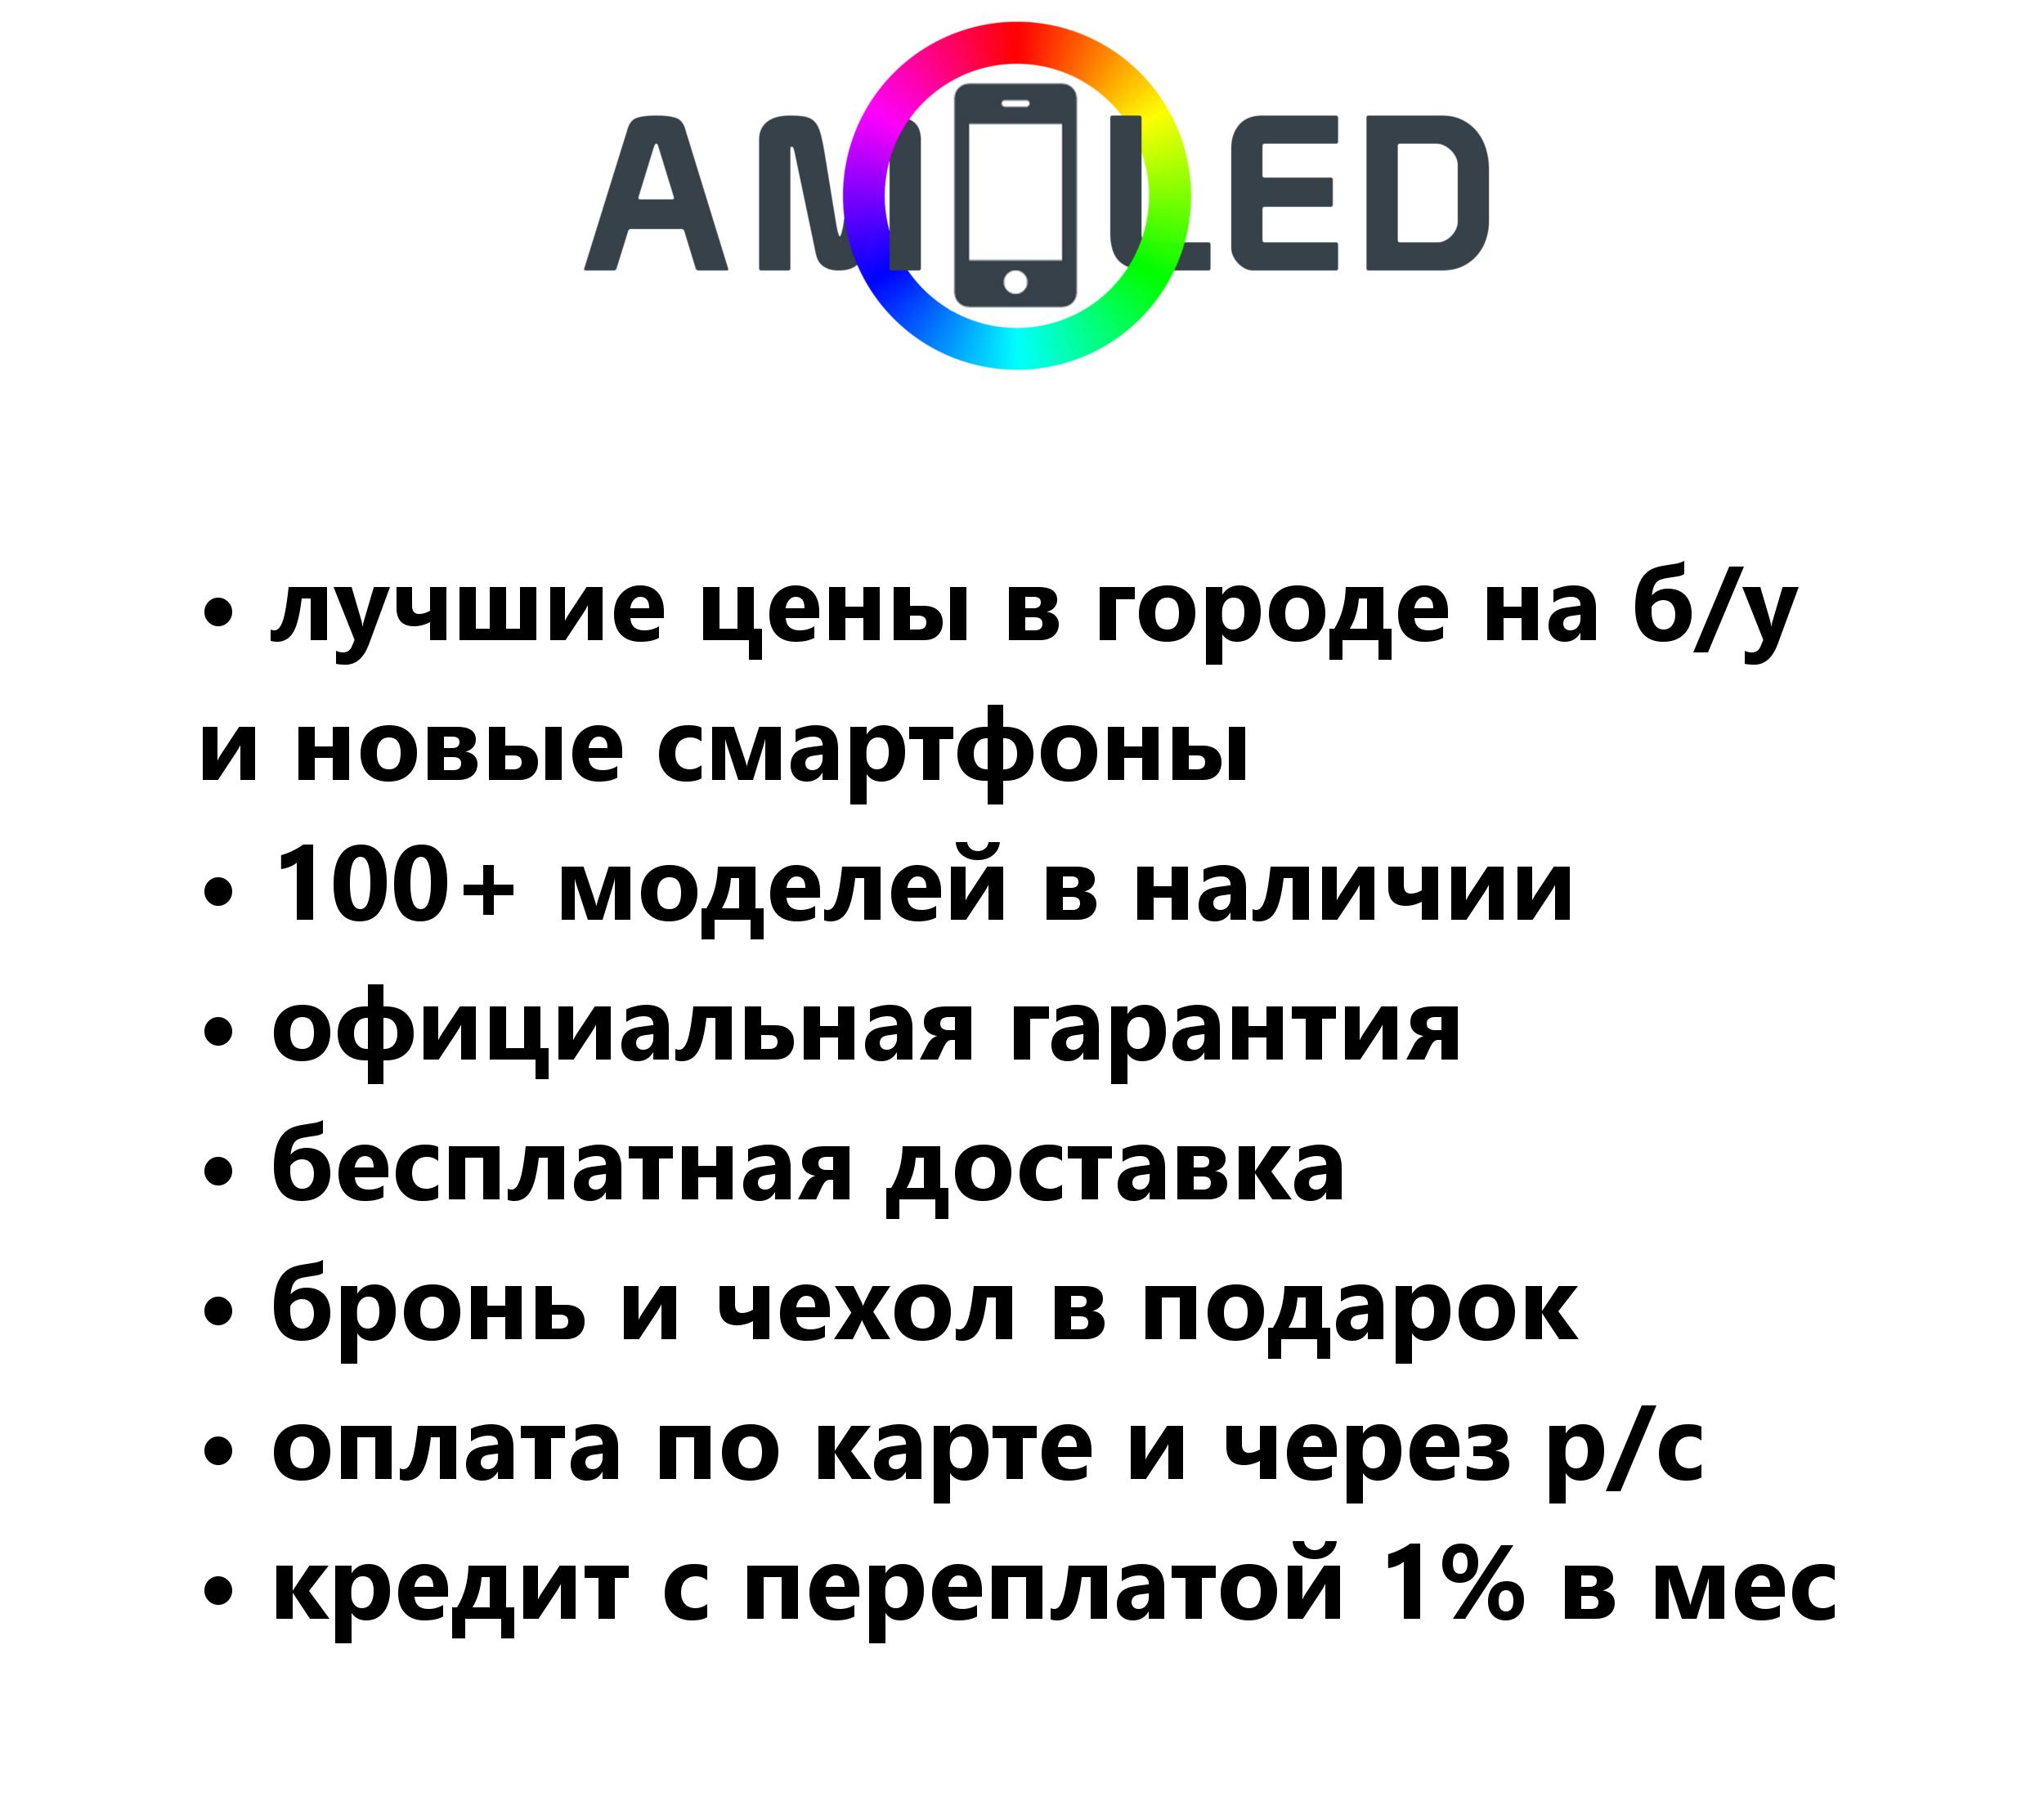 AMOLED
• лучшие цены в городе на б/у
и новые смартфоны
• 100+ моделей в наличии
• официальная гарантия
• бесплатная доставка
• бронь и чехол в подарок
• оплата по карте и через р/с
• кредит с переплатой 1% в мес